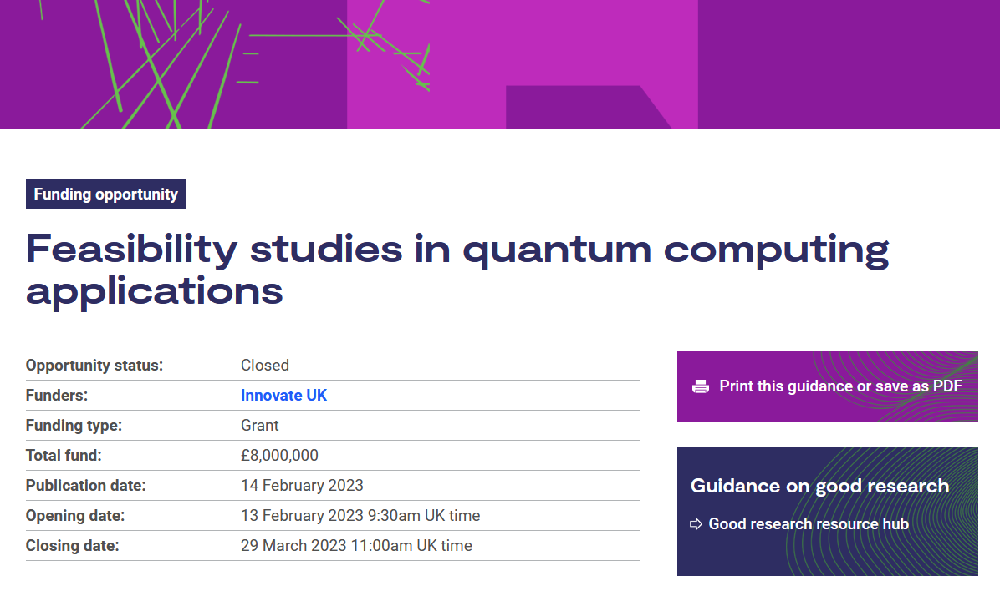 Funding opportunity
Feasibility studies in quantum computing
applications
Opportunity status: Closed
Funders: Innovate UK
Funding type: Grant
Total fund: £8,000,000
Publication date: 14 February 2023
Opening date: 13 February 2023 9:30am UK time
Closing date: 29 March 2023 11:00am UK time
Print this guidance or save as PDF
Guidance on good research
Good research resource hub